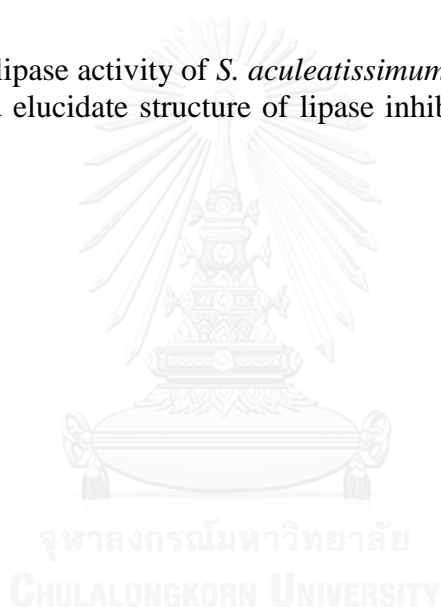 lipase activity of S. aculeatissimum
elucidate structure of lipase inhib
จุฬาลงกรณ์มหาวิทยาลัย
CHULALONGKORN UNIVERSITY